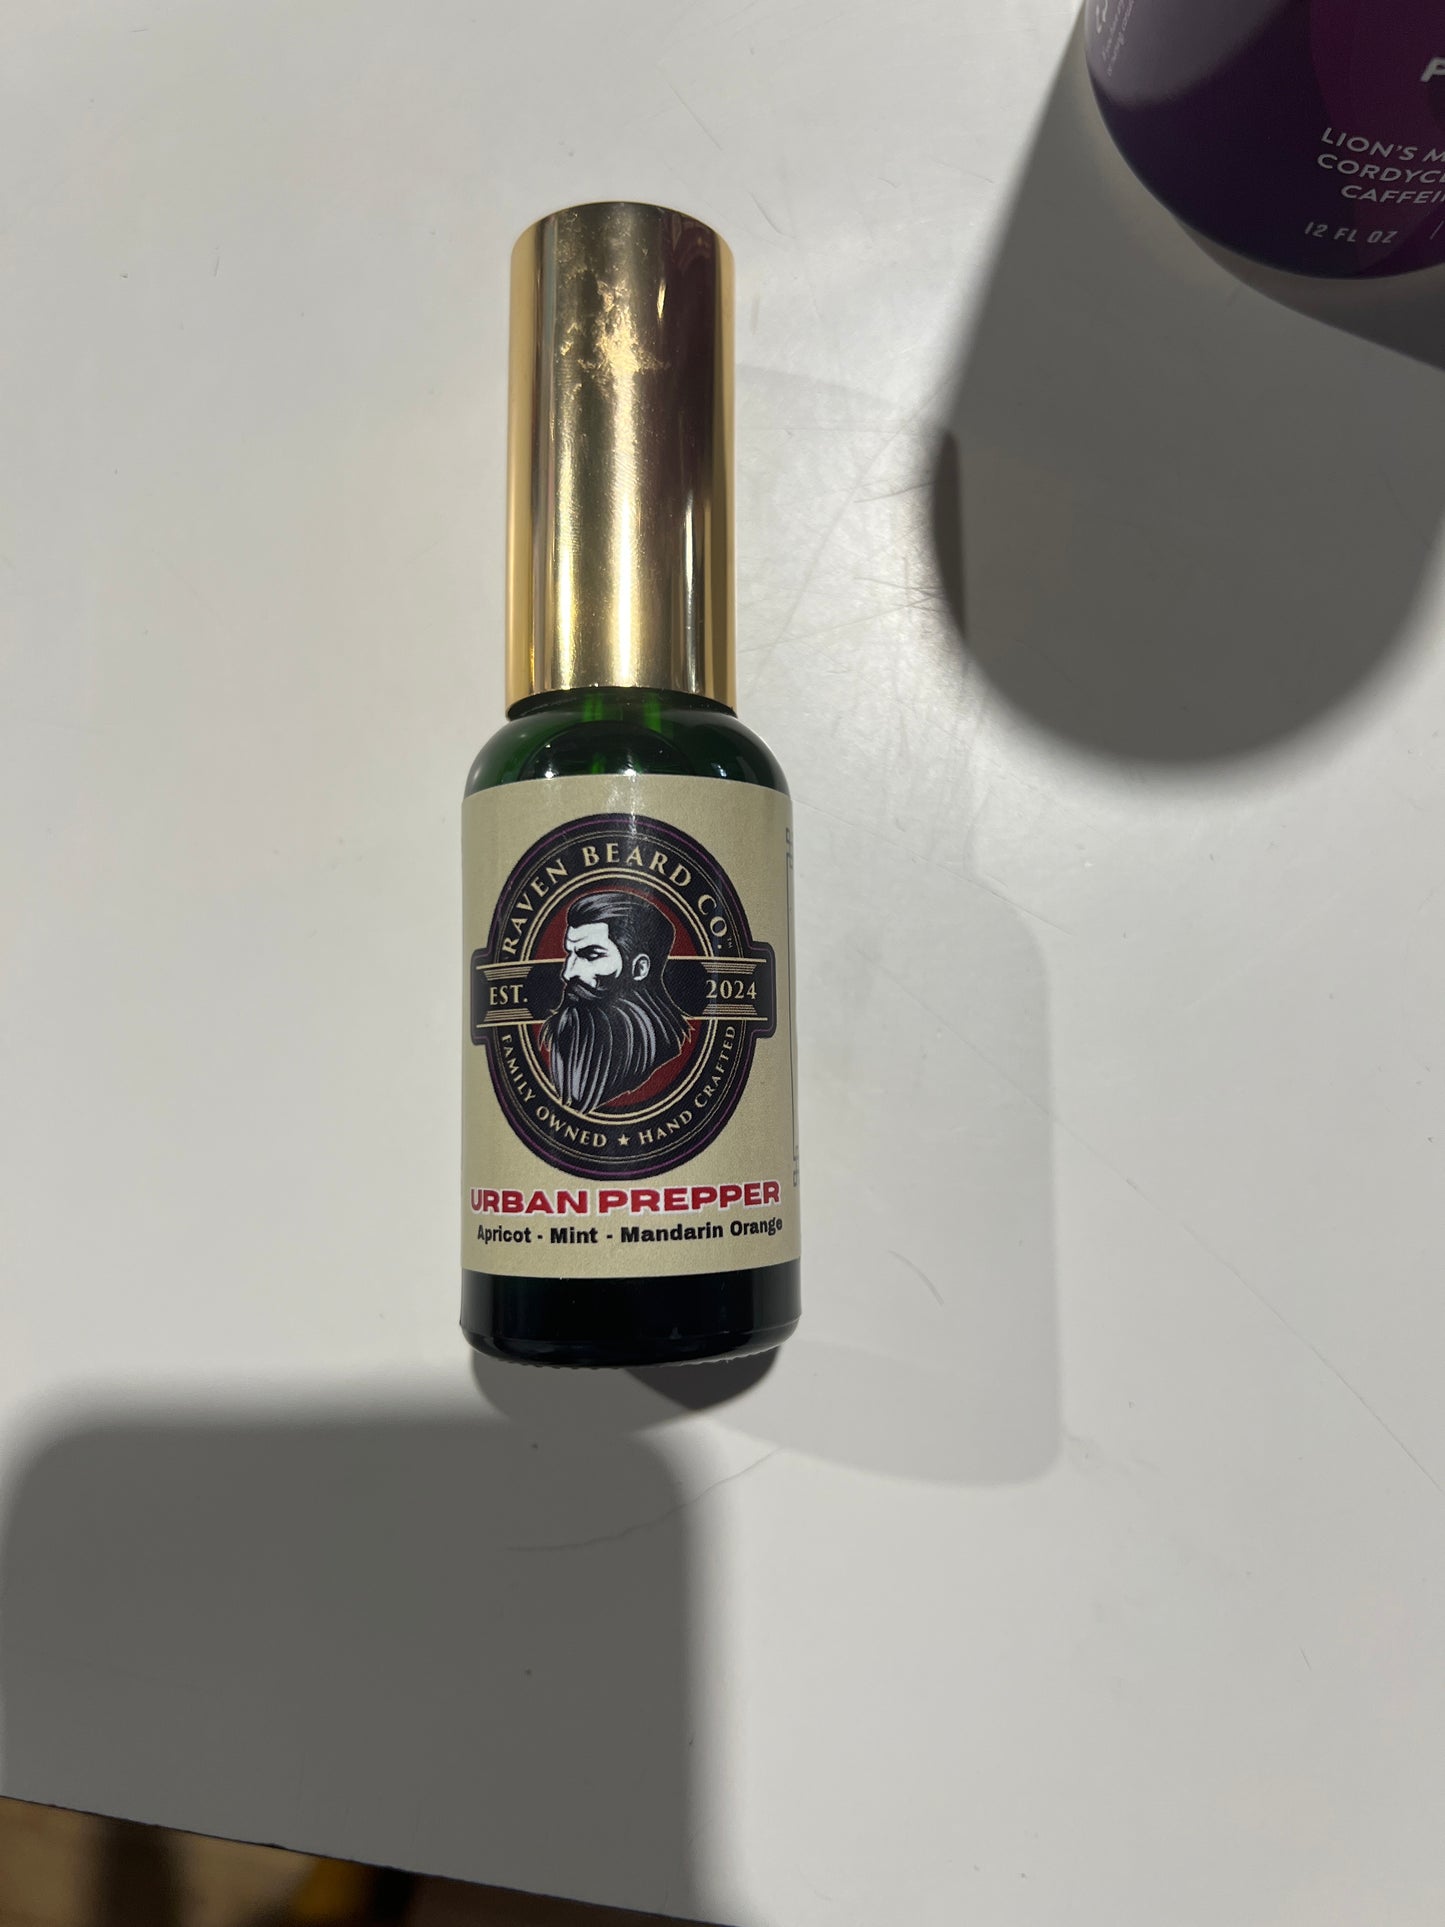 LION'S
CAFFEI
12 FL OZ
RAVEN BEARD CO.™
EST. 2024
FAMILY OWNED ★ HAND CRAFTED
URBAN PREPPER
Apricot - Mint - Mandarin Orange